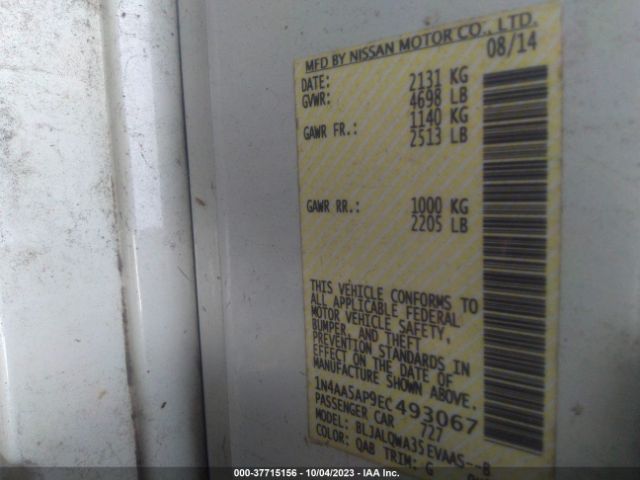 MFD BY NISSAN MOTOR CO., LTD.
DATE: 08/14
GVWR: 2131 KG
4698 LB
GAWR FR.: 1140 KG
2513 LB
GAWR RR.: 1000 KG
2205 LB
THIS VEHICLE CONFORMS TO
ALL APPLICABLE FEDERAL
MOTOR VEHICLE SAFETY,
BUMPER, AND THEFT
PREVENTION STANDARDS IN
EFFECT ON THE DATE OF
MANUFACTURE SHOWN ABOVE.
1N4AA5AP9EC493067
PASSENGER CAR 727
MODEL: BLJALQWA35EVAAS--B
COLOR: QAB TRIM: G
000-37715156 - 10/04/2023 - IAA Inc.